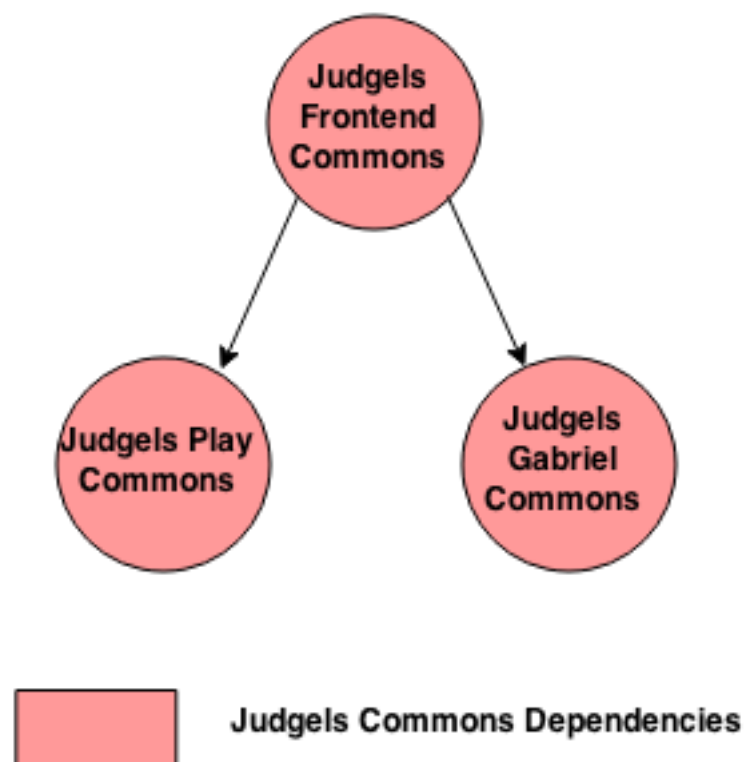 Judgels
Frontend
Commons
Judgels Play
Commons
Judgels
Gabriel
Commons
Judgels Commons Dependencies